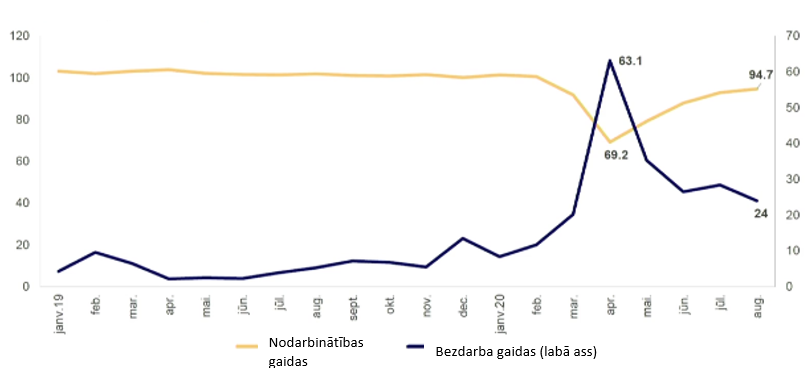 120
100
80
60
40
20
0
70
60
50
40
30
20
10
0
63.1
94.7
69.2
24
janv.19
feb.
mar.
apr.
mai.
jūn.
jūl.
aug.
sept.
okt.
nov.
dec.
janv.20
feb.
mar.
apr.
mai.
jūn.
jūl.
aug.
Nodarbinātības
gaidas
Bezdarba gaidas (labā ass)